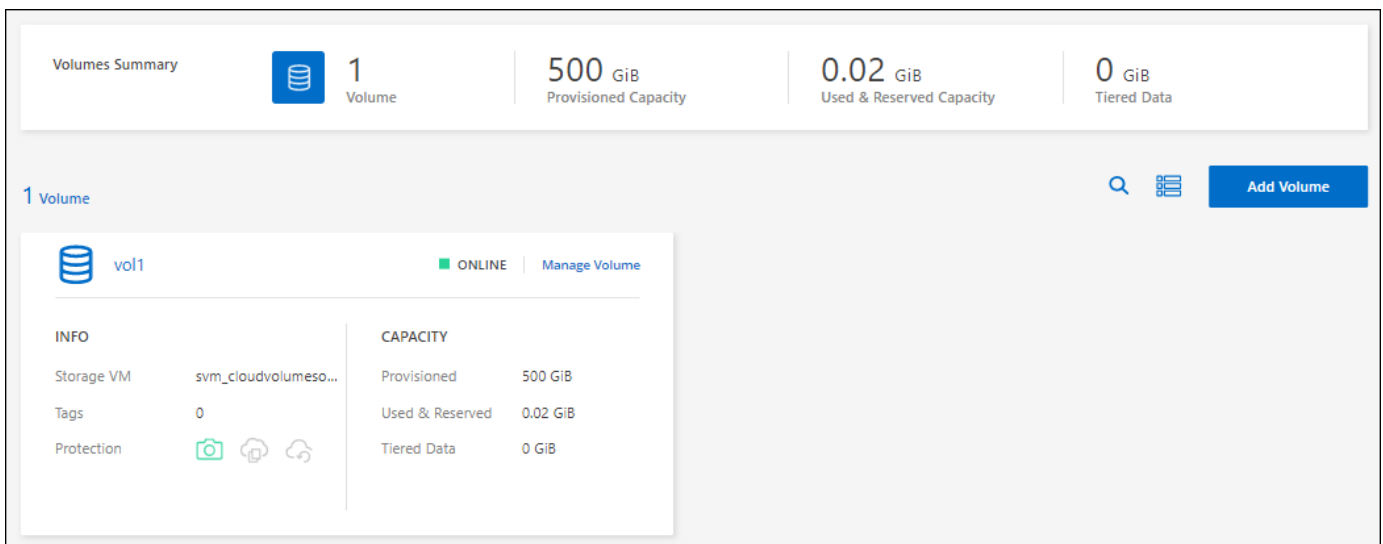 Volumes Summary
1
Volume
500 GiB
Provisioned Capacity
0.02 GiB
Used & Reserved Capacity
0 GiB
Tiered Data
1 Volume
Add Volume
vol1
ONLINE
Manage Volume
INFO
Storage VM svm_cloudvolumeso...
Tags 0
Protection
CAPACITY
Provisioned 500 GiB
Used & Reserved 0.02 GiB
Tiered Data 0 GiB